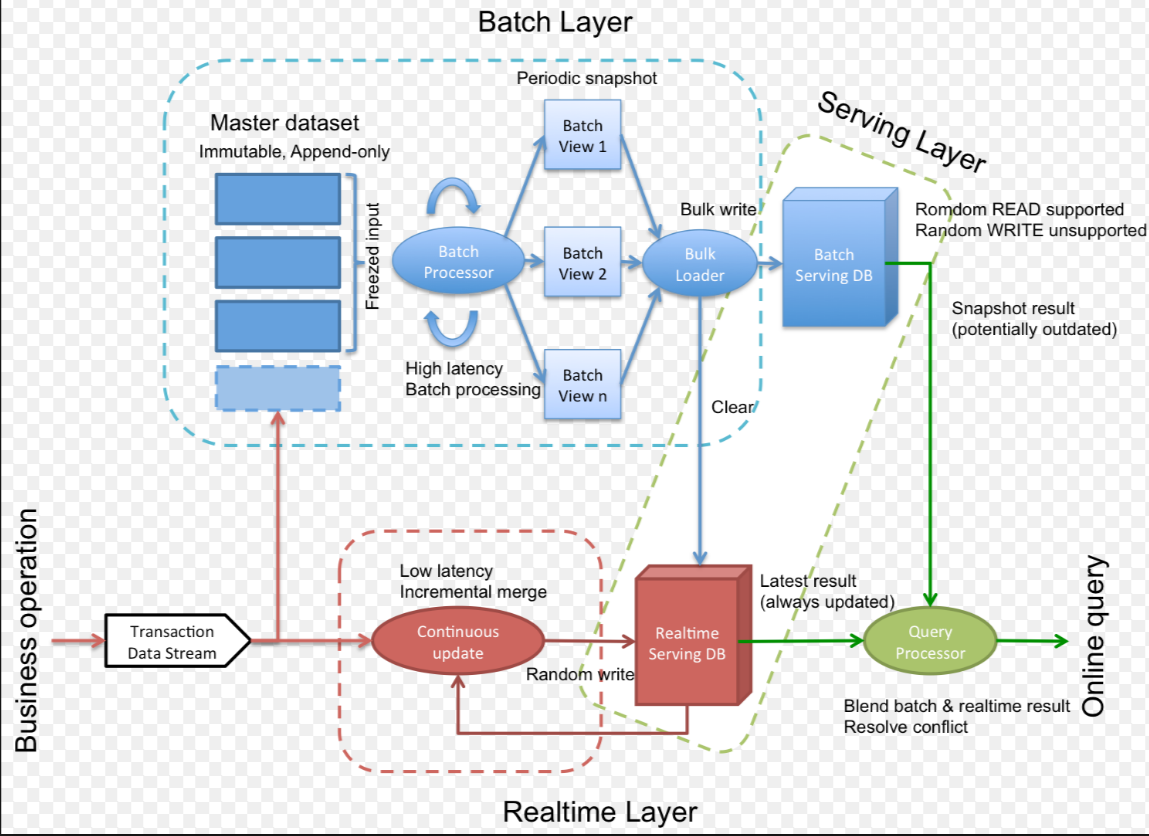 Batch Layer
Periodic snapshot
Master dataset
Immutable, Append-only
Freezed input
Batch
Processor
High latency
Batch processing
Batch
View 1
Batch
View 2
Batch
View n
Bulk write
Bulk
Loader
Clear
Serving Layer
Batch
Serving DB
Romdom READ supported
Random WRITE unsupported
Snapshot result
(potentially outdated)
Business operation
Transaction
Data Stream
Low latency
Incremental merge
Continuous
update
Random write
Realtime
Serving DB
Latest result
(always updated)
Query
Processor
Blend batch & realtime result
Resolve conflict
Online query
Realtime Layer